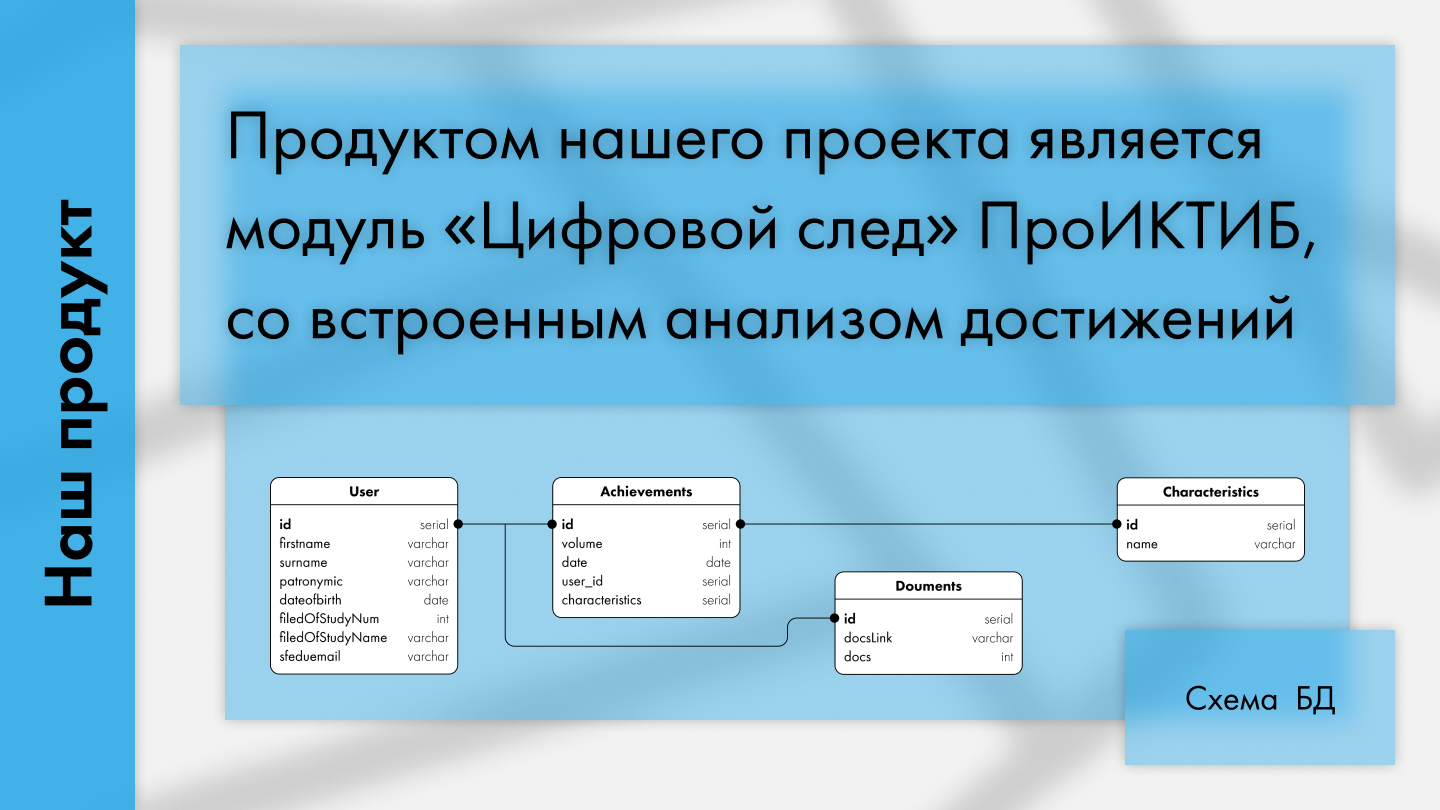 Наш продукт
Продуктом нашего проекта является
модуль «Цифровой след» ПроИКТИБ,
со встроенным анализом достижений
User
id serial
firstname varchar
surname varchar
patronymic varchar
dateofbirth date
filedOfStudyNum int
filedOfStudyName varchar
sfeduemail varchar
Achievements
id serial
volume int
date date
user_id serial
characteristics serial
Douments
id serial
docsLink varchar
docs int
Characteristics
id serial
name varchar
Схема БД